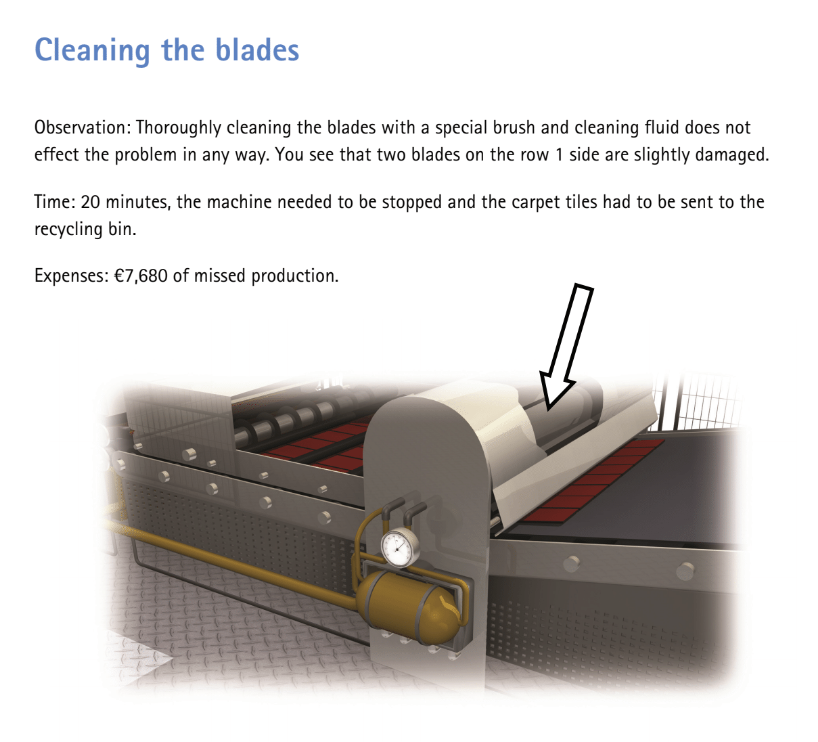 Cleaning the blades
Observation: Thoroughly cleaning the blades with a special brush and cleaning fluid does not
effect the problem in any way. You see that two blades on the row 1 side are slightly damaged.
Time: 20 minutes, the machine needed to be stopped and the carpet tiles had to be sent to the
recycling bin.
Expenses: €7,680 of missed production.